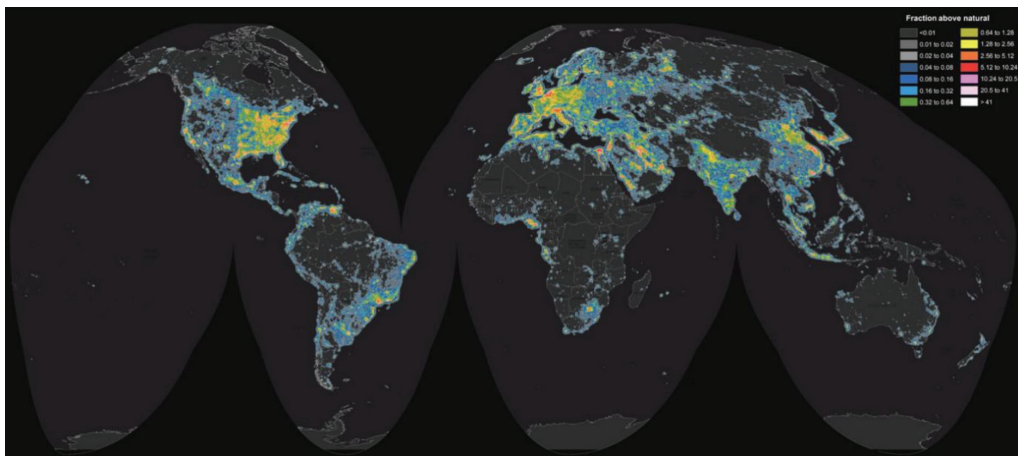 Fraction above natural
<0.01 0.64 to 1.28
0.01 to 0.02 1.28 to 2.56
0.02 to 0.04 2.56 to 5.12
0.04 to 0.08 5.12 to 10.24
0.08 to 0.16 10.24 to 20.5
0.16 to 0.32 20.5 to 41
0.32 to 0.64 > 41